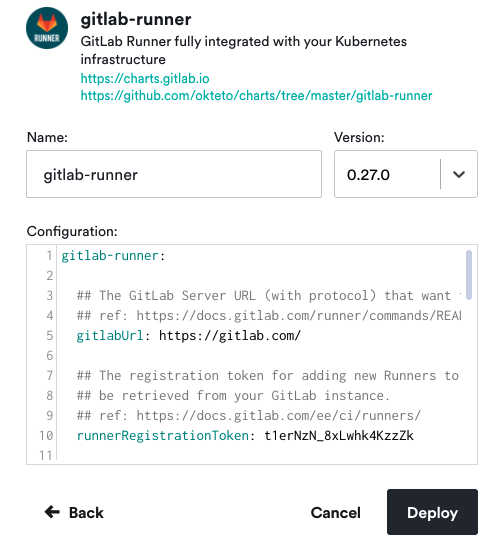 RUNNER
gitlab-runner
GitLab Runner fully integrated with your Kubernetes
infrastructure
https://charts.gitlab.io
https://github.com/okteto/charts/tree/master/gitlab-runner
Name:
Version:
gitlab-runner
0.27.0
Configuration:
1 gitlab-runner:
2
3 ## The GitLab Server URL (with protocol) that want
4 ## ref: https://docs.gitlab.com/runner/commands/REA
5 gitlabUrl: https://gitlab.com/
6
7 ## The registration token for adding new Runners to
8 ## be retrieved from your GitLab instance.
9 ## ref: https://docs.gitlab.com/ee/ci/runners/
10 runnerRegistrationToken: t1erNzN_8xLwhk4KzzZk
11
Back
Cancel
Deploy